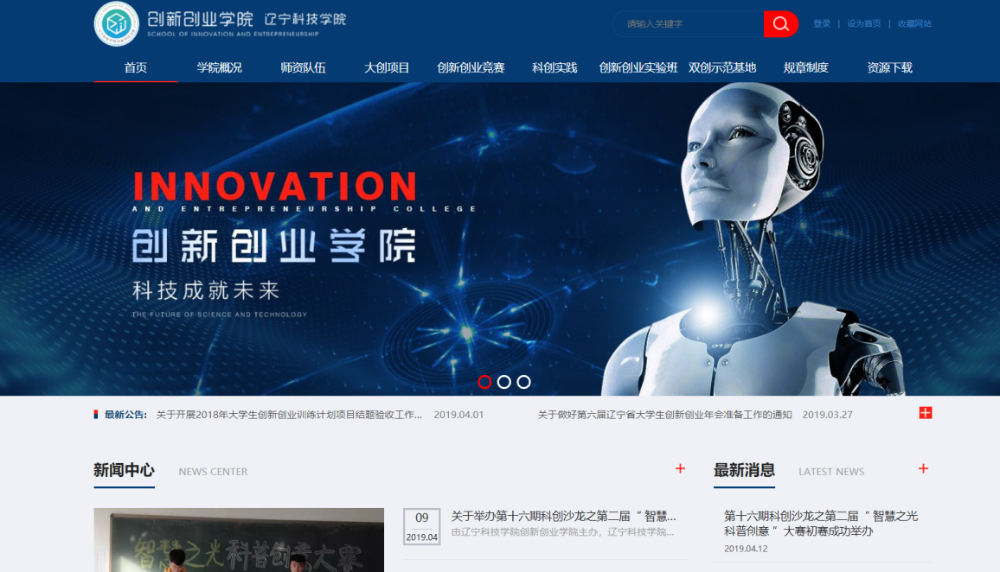 创新创业学院 辽宁科技学院
SCHOOL OF INNOVATION AND ENTREPRENEURSHIP
请输入关键字
登录 | 设为首页 | 收藏网站
首页 学院概况 师资队伍 大创项目 创新创业竞赛 科创实践 创新创业实验班 双创示范基地 规章制度 资源下载
INNOVATION
AND ENTREPRENEURSHIP COLLEGE
创新创业学院
科技成就未来
THE FUTURE OF SCIENCE AND TECHNOLOGY
最新公告: 关于开展2018年大学生创新创业训练计划项目结题验收工作... 2019.04.01 关于做好第六届辽宁省大学生创新创业年会准备工作的通知 2019.03.27
新闻中心 NEWS CENTER
最新消息 LATEST NEWS
智慧之光 科普创意大赛
09
2019.04
关于举办第十六期科创沙龙之第二届“智慧...
由辽宁科技学院创新创业学院主办，辽宁科技学院...
第十六期科创沙龙之第二届“智慧之光
科普创意”大赛初赛成功举办
2019.04.12